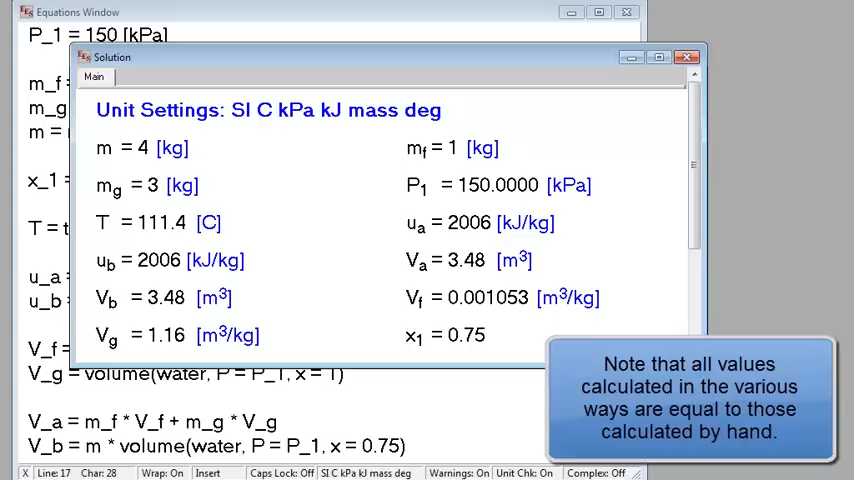 Equations Window
P_1 = 150 [kPa]
Solution
Main
Unit Settings: SI C kPa kJ mass deg
m = 4 [kg]
mf = 1 [kg]
mg = 3 [kg]
P1 = 150.0000 [kPa]
T = 111.4 [C]
ua = 2006 [kJ/kg]
ub = 2006 [kJ/kg]
Va = 3.48 [m3]
Vb = 3.48 [m3]
Vf = 0.001053 [m3/kg]
Vg = 1.16 [m3/kg]
x1 = 0.75
m_f =
m_g
m =
x_1 =
T =
u_a =
u_b =
V_f =
V_g = volume(water, P = P_1, x = 1)
V_a = m_f * V_f + m_g * V_g
V_b = m * volume(water, P = P_1, x = 0.75)
Note that all values
calculated in the various
ways are equal to those
calculated by hand.
X Line: 17 Char: 28 Wrap: On Insert Caps Lock: Off SI C kPa kJ mass deg Warnings: On Unit Chk: On Complex: Off